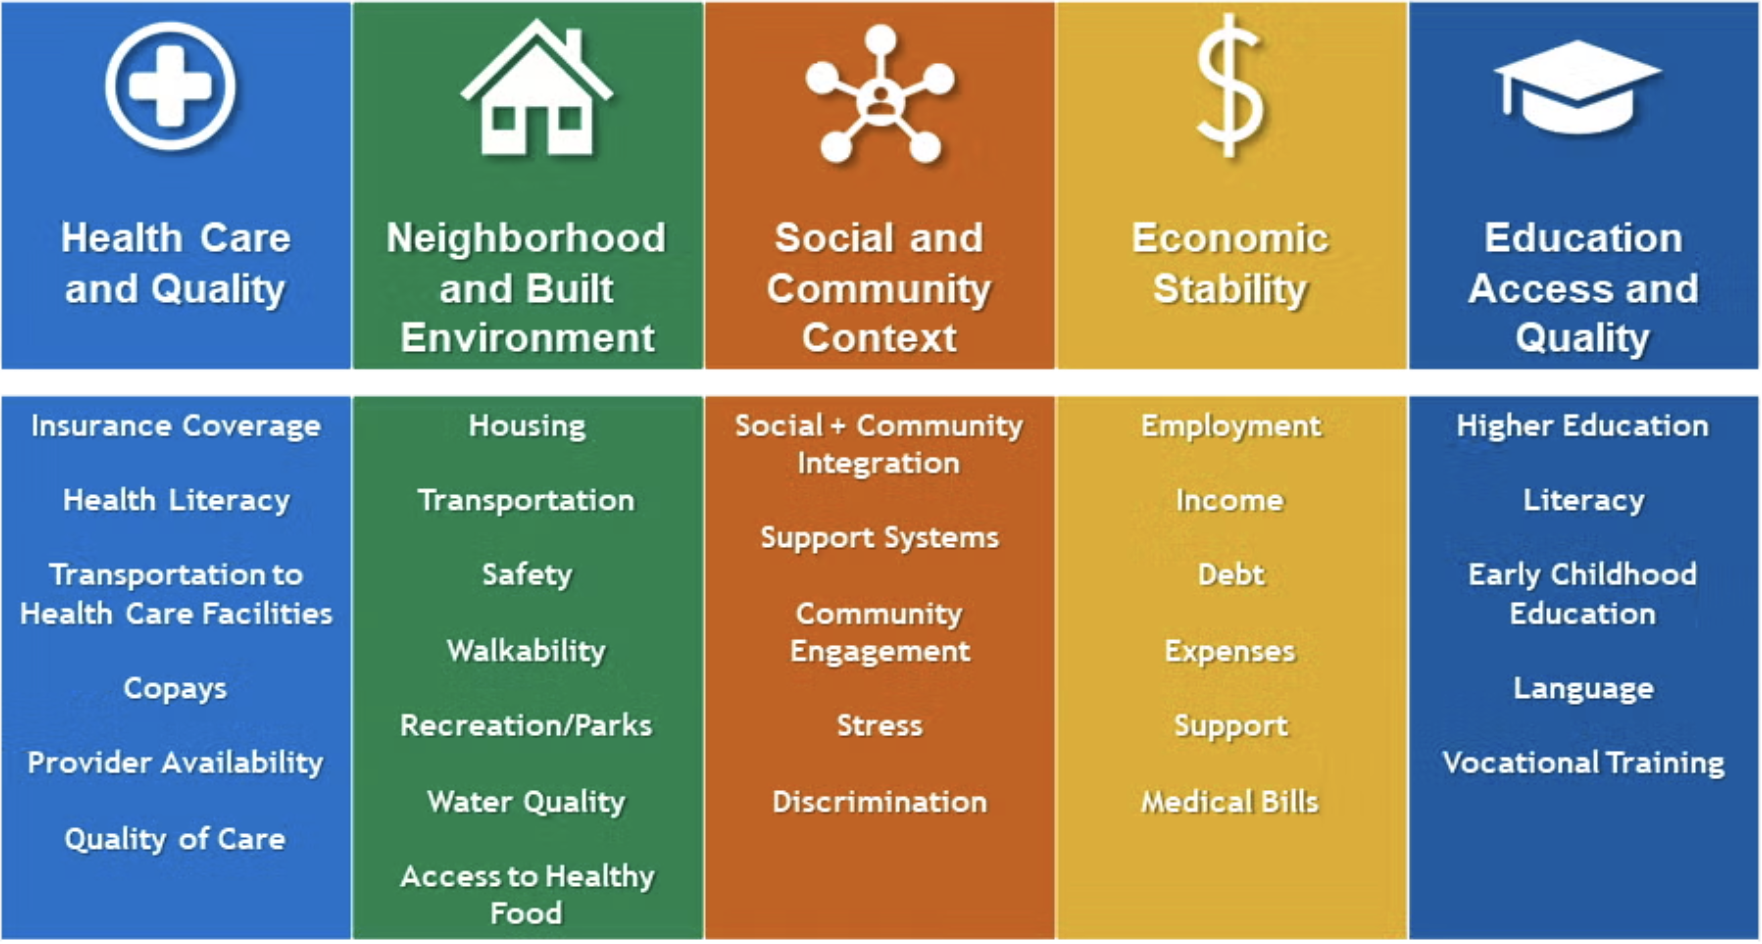 Health Care
and Quality
Neighborhood
and Built
Environment
Social and
Community
Context
Economic
Stability
Education
Access and
Quality
Insurance Coverage
Health Literacy
Transportation to
Health Care Facilities
Copays
Provider Availability
Quality of Care
Housing
Transportation
Safety
Walkability
Recreation/Parks
Water Quality
Access to Healthy
Food
Social + Community
Integration
Support Systems
Community
Engagement
Stress
Discrimination
Employment
Income
Debt
Expenses
Support
Medical Bills
Higher Education
Literacy
Early Childhood
Education
Language
Vocational Training